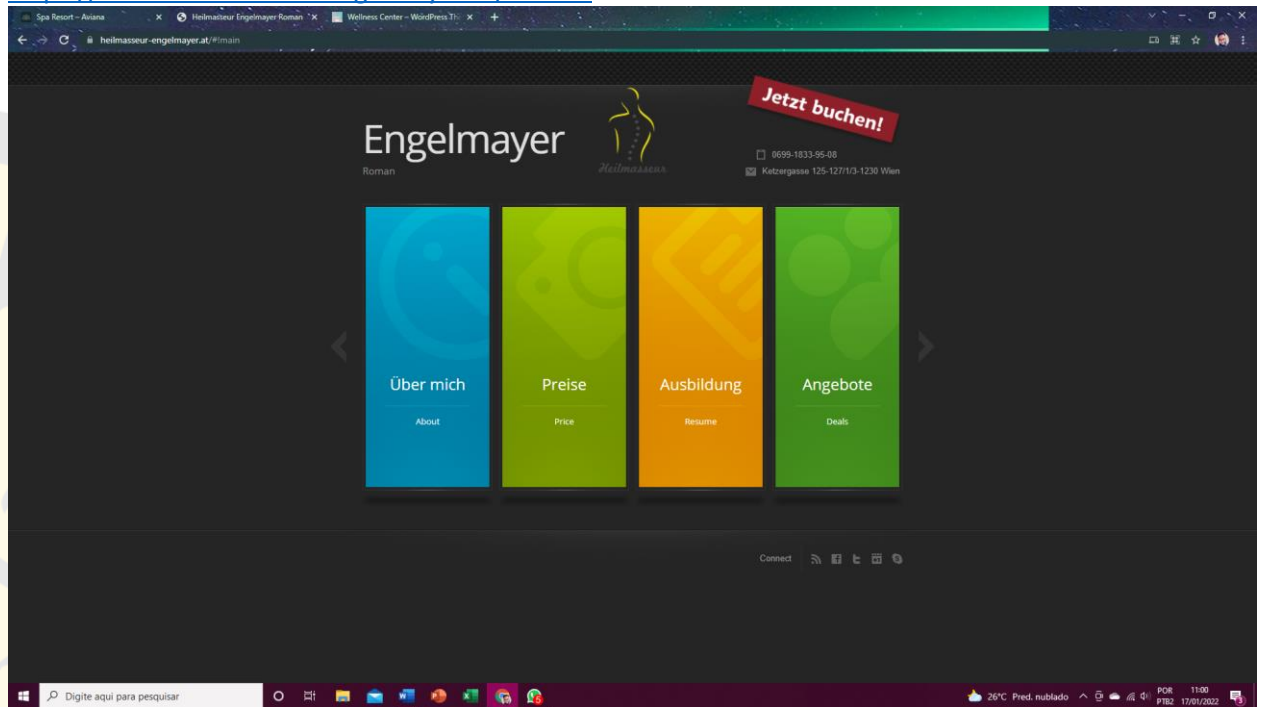 Spa Resort – Aviana
Heilmasseur Engelmayer Roman
Wellness Center – WordPress Th
heilmasseur-engelmayer.at/#!main
Jetzt buchen!
Engelmayer
Roman
Heilmasseur
0699-1833-95-08
Ketzergasse 125-127/1/3-1230 Wien
Über mich
Preise
Ausbildung
Angebote
About
Price
Resume
Deals
Connect
Digite aqui para pesquisar
26°C Pred. nublado
POR
PTB2
11:00
17/01/2022